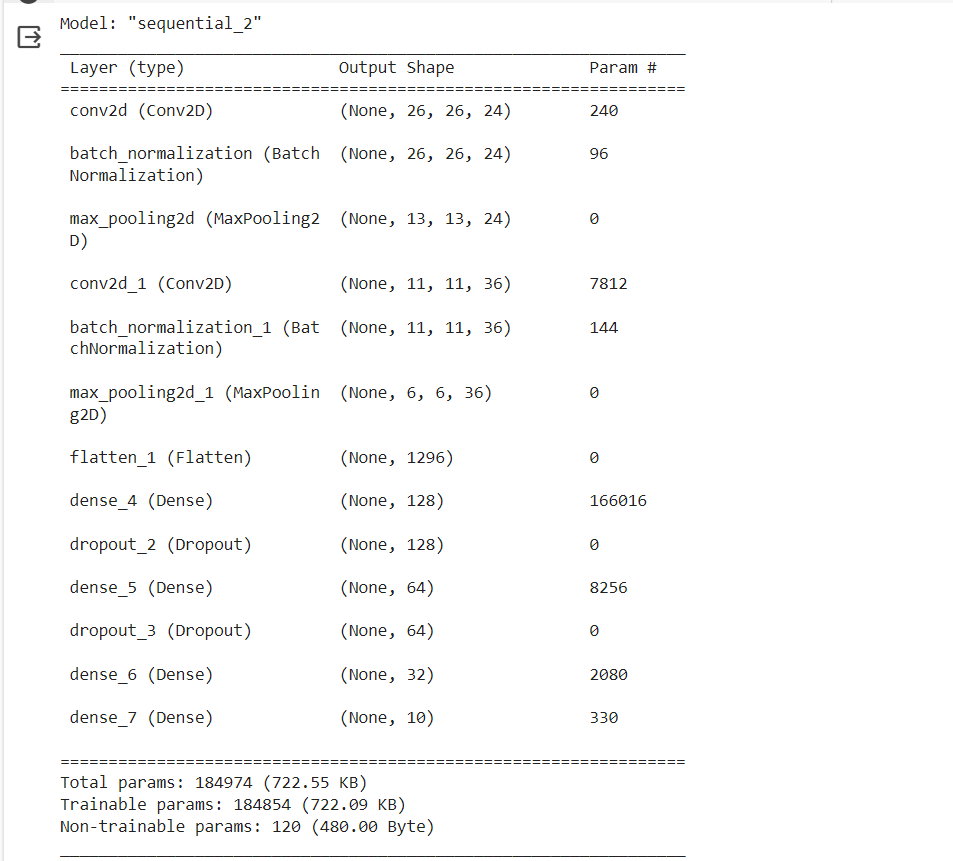 Model: "sequential_2"
_________________________________________________________________
Layer (type) Output Shape Param #
=================================================================
conv2d (Conv2D) (None, 26, 26, 24) 240
batch_normalization (Batch (None, 26, 26, 24) 96
Normalization)
max_pooling2d (MaxPooling2 (None, 13, 13, 24) 0
D)
conv2d_1 (Conv2D) (None, 11, 11, 36) 7812
batch_normalization_1 (Bat (None, 11, 11, 36) 144
chNormalization)
max_pooling2d_1 (MaxPoolin (None, 6, 6, 36) 0
g2D)
flatten_1 (Flatten) (None, 1296) 0
dense_4 (Dense) (None, 128) 166016
dropout_2 (Dropout) (None, 128) 0
dense_5 (Dense) (None, 64) 8256
dropout_3 (Dropout) (None, 64) 0
dense_6 (Dense) (None, 32) 2080
dense_7 (Dense) (None, 10) 330
=================================================================
Total params: 184974 (722.55 KB)
Trainable params: 184854 (722.09 KB)
Non-trainable params: 120 (480.00 Byte)
_________________________________________________________________